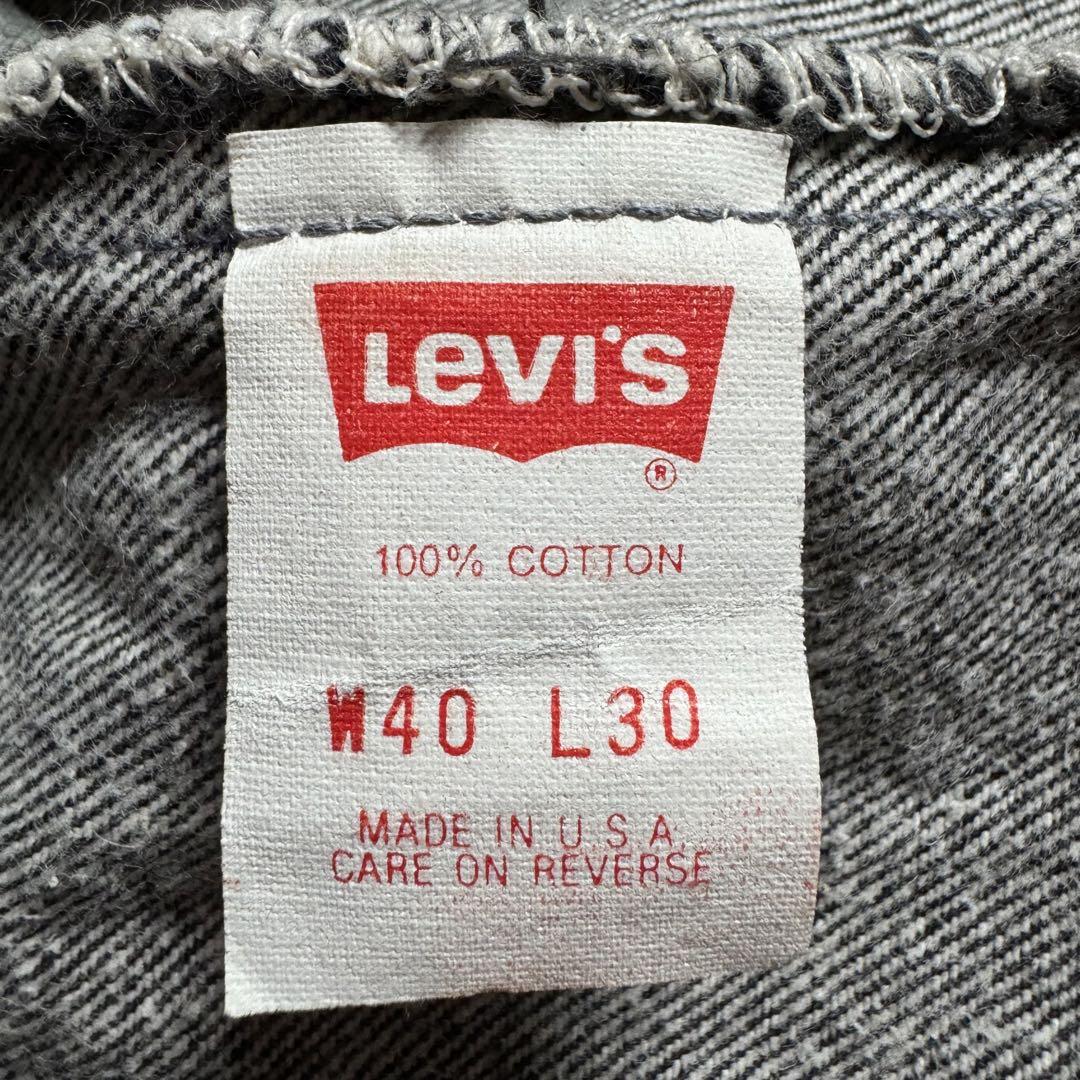 Levi's
®
100% COTTON
W40 L30
MADE IN U.S.A.
CARE ON REVERSE